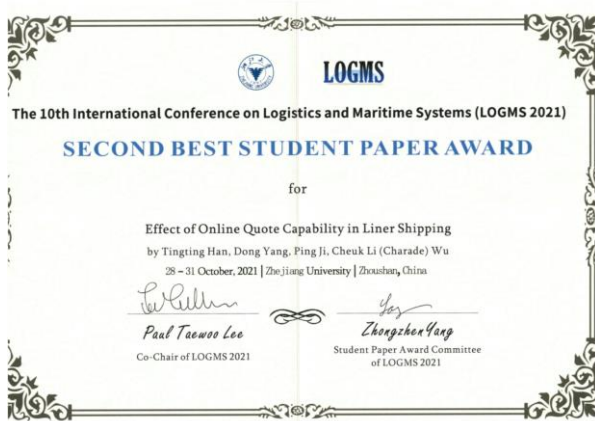 LOGMS
The 10th International Conference on Logistics and Maritime Systems (LOGMS 2021)
SECOND BEST STUDENT PAPER AWARD
for
Effect of Online Quote Capability in Liner Shipping
by Tingting Han, Dong Yang, Ping Ji, Cheuk Li (Charade) Wu
28 – 31 October, 2021 | Zhejiang University | Zhoushan, China
Paul Taewoo Lee
Co-Chair of LOGMS 2021
Zhongzhen Yang
Student Paper Award Committee
of LOGMS 2021